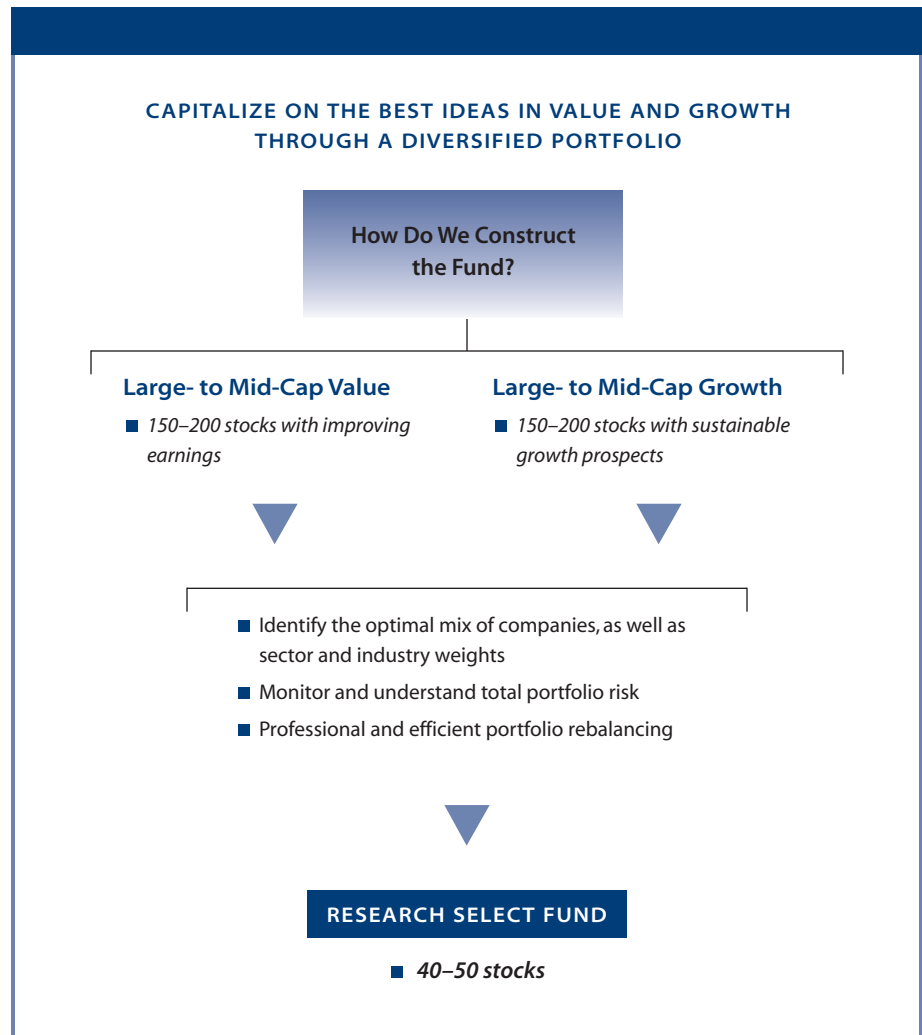 CAPITALIZE ON THE BEST IDEAS IN VALUE AND GROWTH
THROUGH A DIVERSIFIED PORTFOLIO
How Do We Construct
the Fund?
Large- to Mid-Cap Value
■ 150–200 stocks with improving
earnings
Large- to Mid-Cap Growth
■ 150–200 stocks with sustainable
growth prospects
■ Identify the optimal mix of companies, as well as
sector and industry weights
■ Monitor and understand total portfolio risk
■ Professional and efficient portfolio rebalancing
RESEARCH SELECT FUND
■ 40–50 stocks